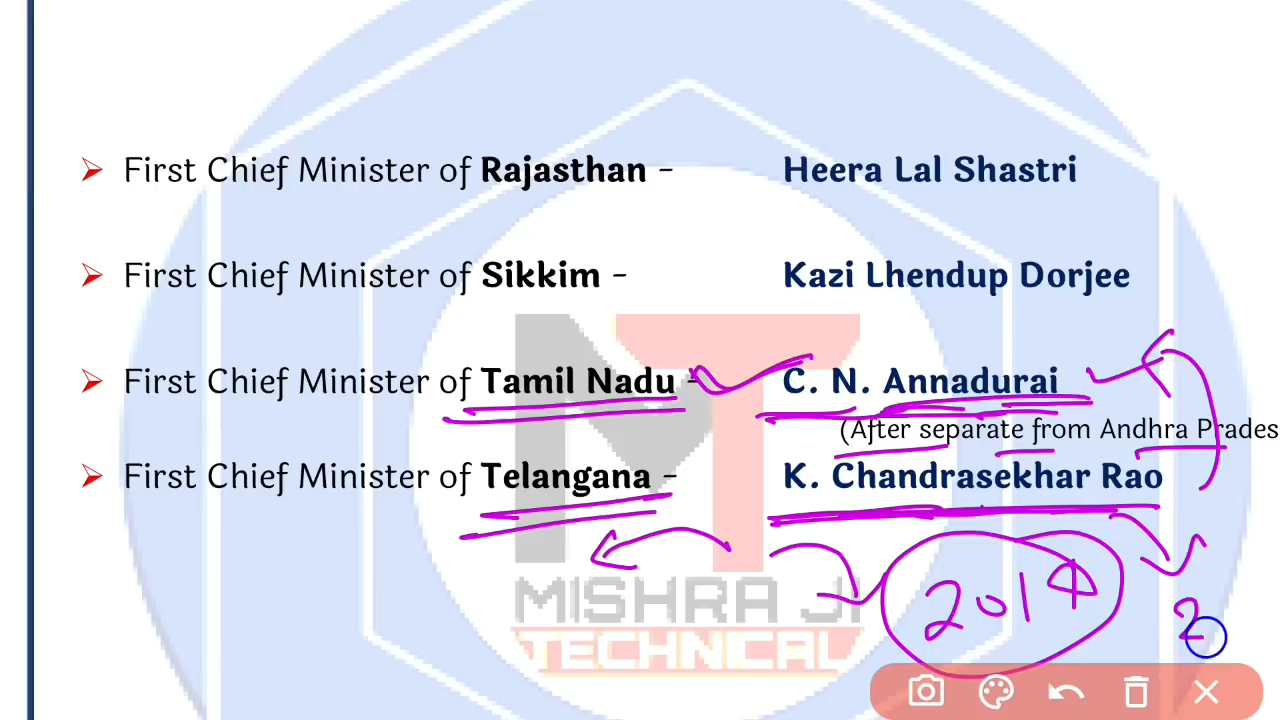 First Chief Minister of Rajasthan - Heera Lal Shastri
First Chief Minister of Sikkim - Kazi Lhendup Dorjee
First Chief Minister of Tamil Nadu - C. N. Annadurai
(After separate from Andhra Prades
First Chief Minister of Telangana - K. Chandrasekhar Rao
2014
2
MISHRA JI
TECHNICAL